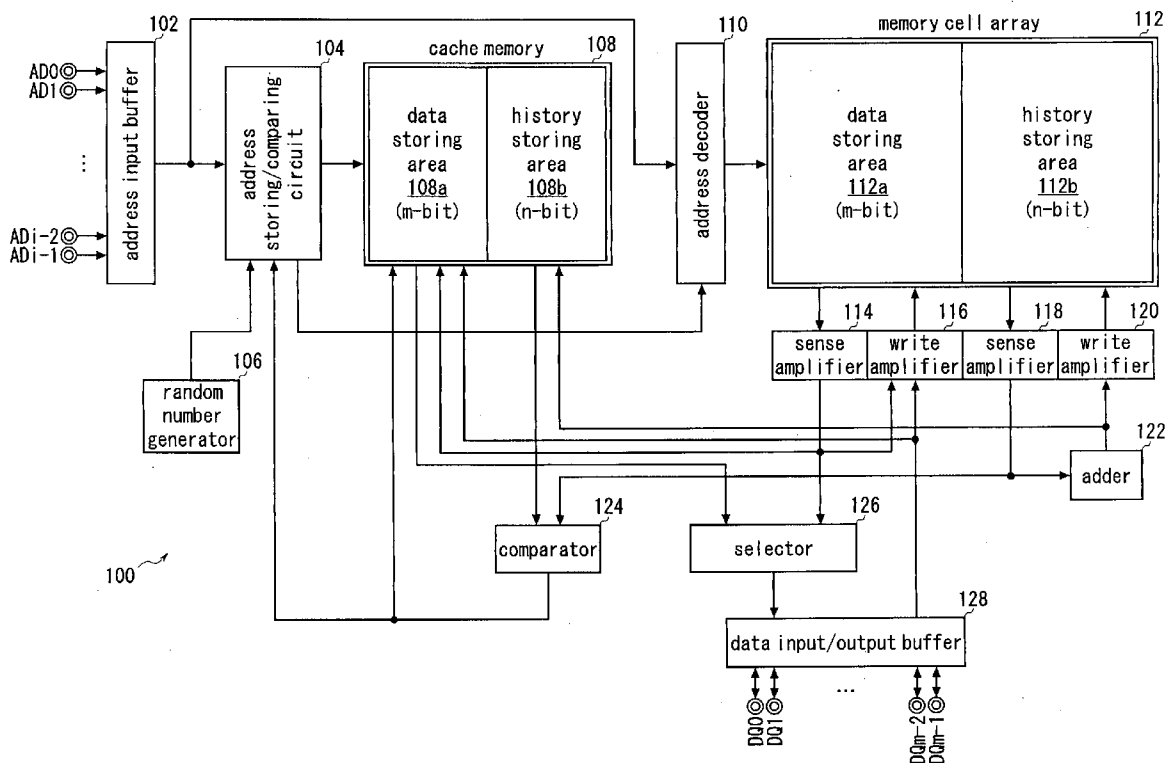 102
AD0
AD1
...
ADi-2
ADi-1
address input buffer
104
address
storing/comparing
circuit
106
random
number
generator
cache memory
108
data
storing
area
108a
(m-bit)
history
storing
area
108b
(n-bit)
110
address decoder
memory cell array
112
data
storing
area
112a
(m-bit)
history
storing
area
112b
(n-bit)
114
sense
amplifier
116
write
amplifier
118
sense
amplifier
120
write
amplifier
122
adder
124
comparator
126
selector
100
128
data input/output buffer
DQ0
DQ1
...
DQm-2
DQm-1